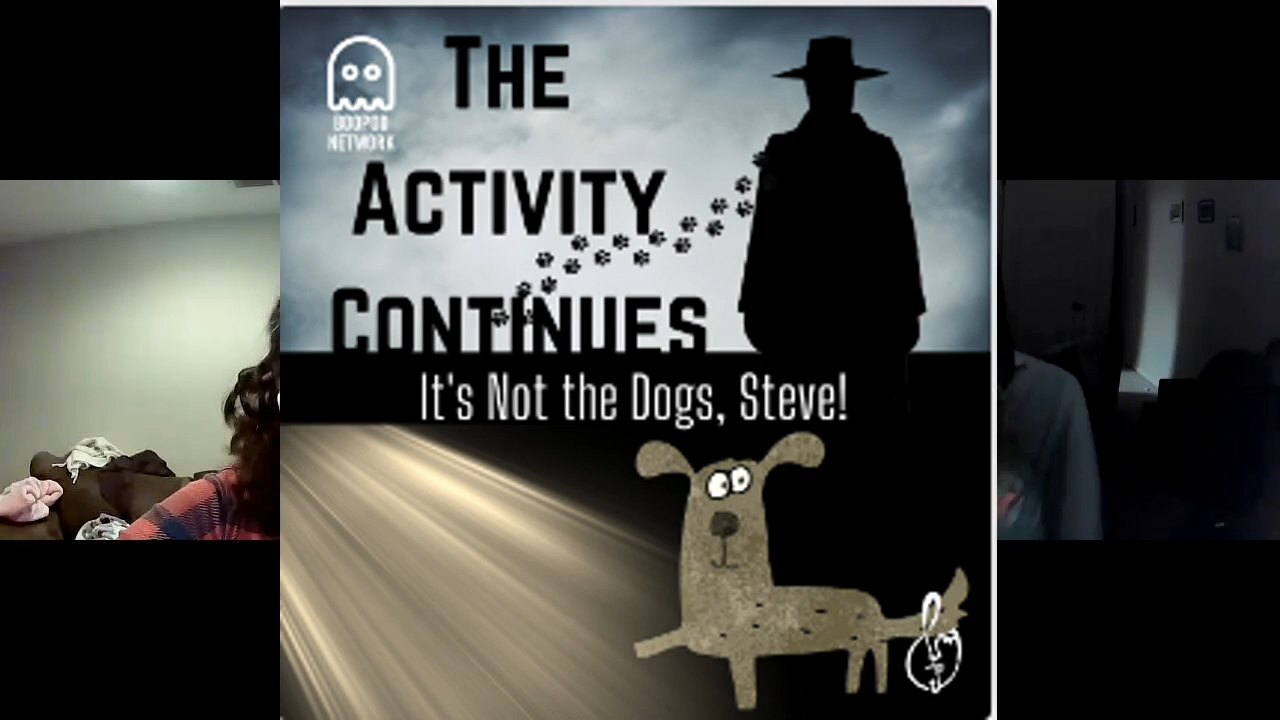 THE
BOOPOD
NETWORK
ACTIVITY
CONTINUES
It's Not the Dogs, Steve!